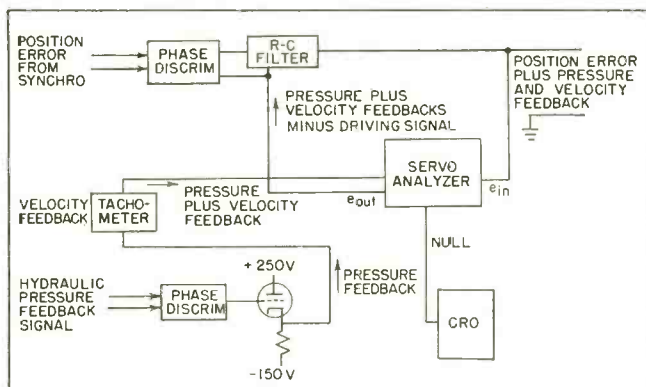 POSITION
ERROR
FROM
SYNCHRO
PHASE
DISCRIM
R-C
FILTER
POSITION ERROR
PLUS PRESSURE
AND VELOCITY
FEEDBACK
PRESSURE PLUS
VELOCITY FEEDBACKS
MINUS DRIVING SIGNAL
SERVO
ANALYZER
eout
ein
VELOCITY
FEEDBACK
TACHO-
METER
PRESSURE
PLUS VELOCITY
FEEDBACK
NULL
HYDRAULIC
PRESSURE
FEEDBACK
SIGNAL
PHASE
DISCRIM
+250V
-150V
PRESSURE
FEEDBACK
CRO